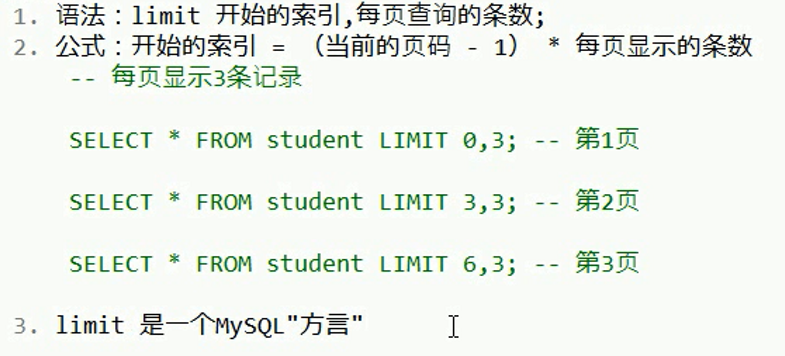 1. 语法：limit 开始的索引,每页查询的条数;
2. 公式：开始的索引 = （当前的页码 - 1） * 每页显示的条数
-- 每页显示3条记录
SELECT * FROM student LIMIT 0,3; -- 第1页
SELECT * FROM student LIMIT 3,3; -- 第2页
SELECT * FROM student LIMIT 6,3; -- 第3页
3. limit 是一个MySQL"方言"